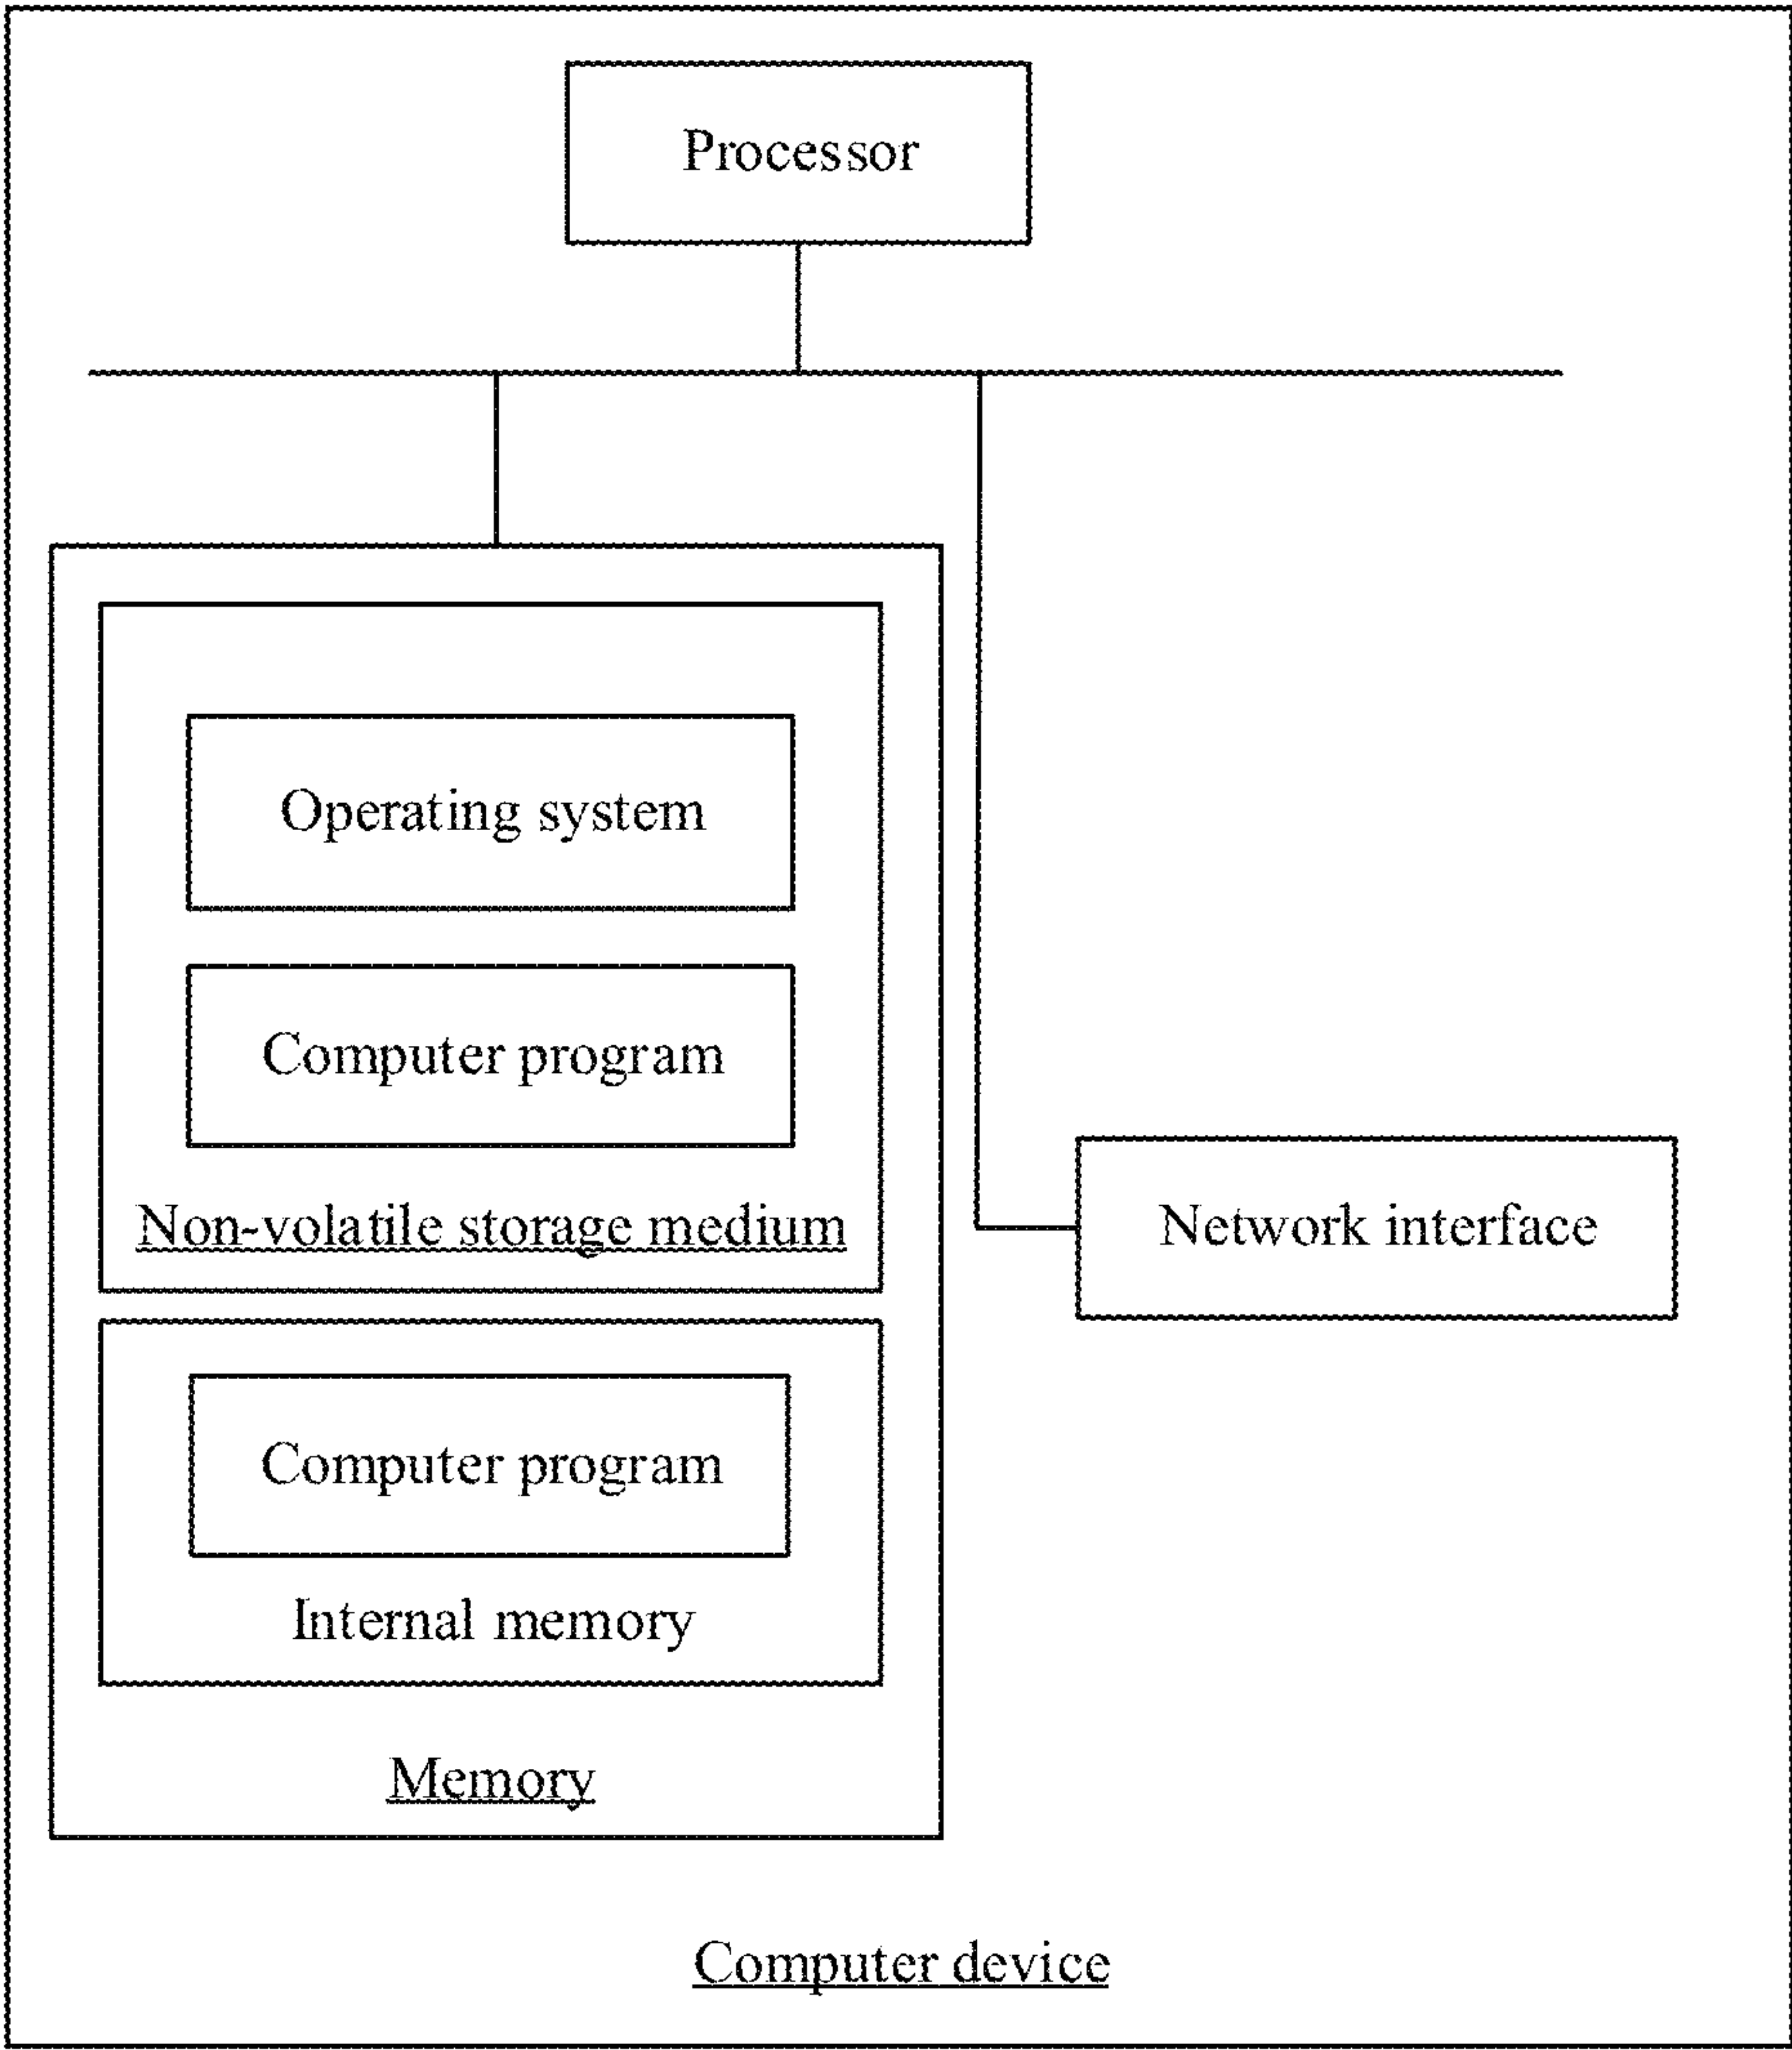 Processor
Operating system
Computer program
Non-volatile storage medium
Network interface
Computer program
Internal memory
Memory
Computer device